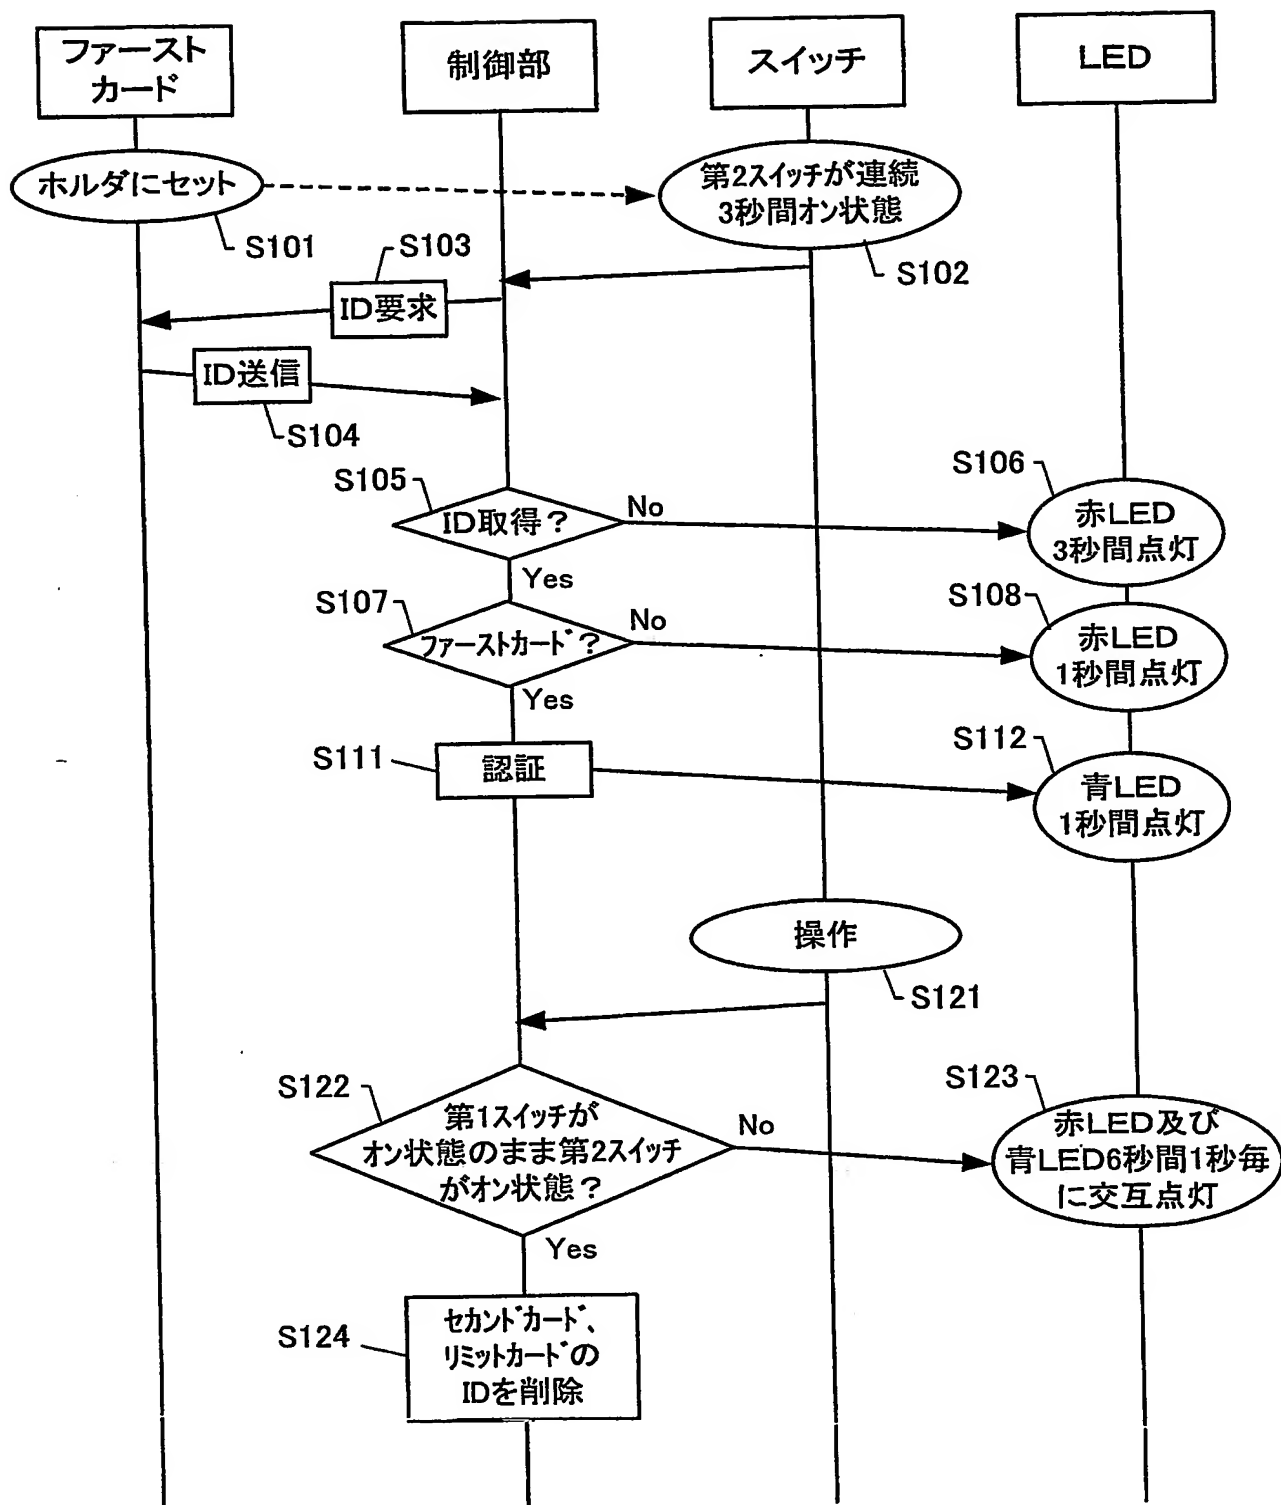 ファースト
カード
制御部
スイッチ
LED
ホルダにセット
第2スイッチが連続
3秒間オン状態
S101
S103
S102
ID要求
ID送信
S104
S105
S106
ID取得?
No
赤LED
3秒間点灯
Yes
S107
S108
ファーストカード?
No
赤LED
1秒間点灯
Yes
S111
認証
S112
青LED
1秒間点灯
操作
S121
S122
S123
第1スイッチが
オン状態のまま第2スイッチ
がオン状態?
No
赤LED及び
青LED6秒間1秒毎
に交互点灯
Yes
S124
セカンドカード、
リミットカードの
IDを削除